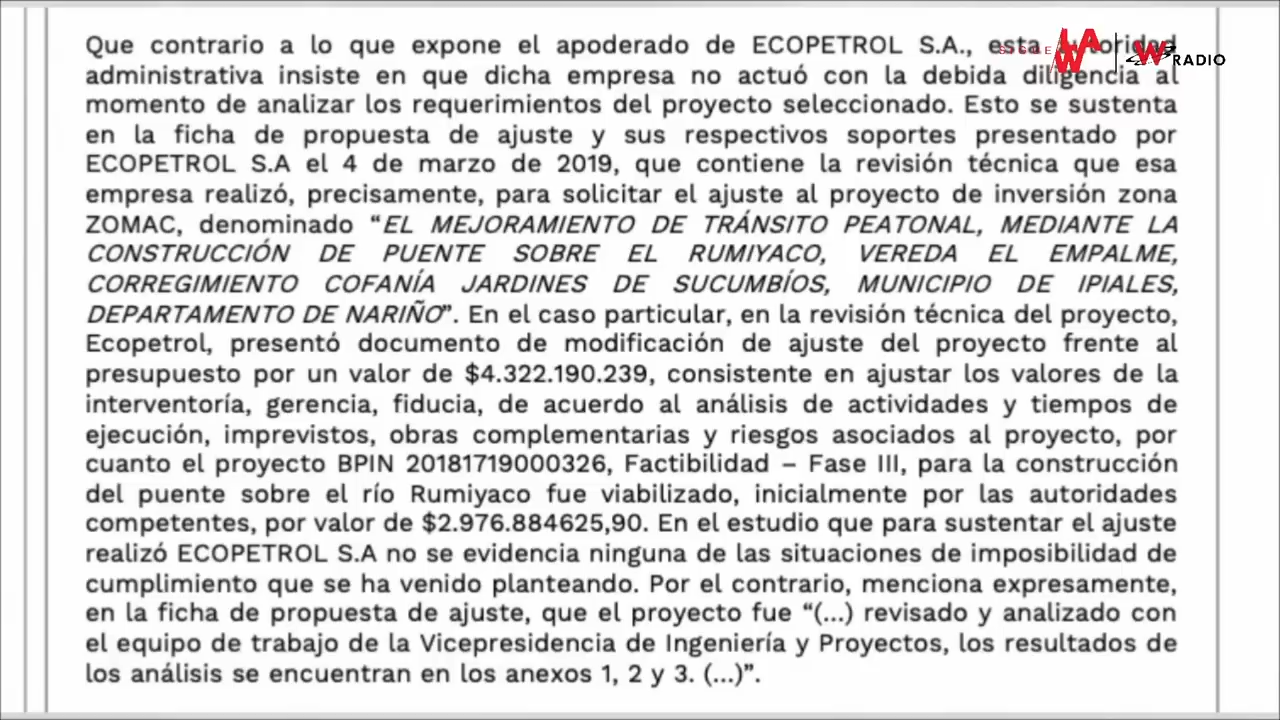 Que contrario a lo que expone el apoderado de ECOPETROL S.A., esta
administrativa insiste en que dicha empresa no actuó con la debida diligencia al
momento de analizar los requerimientos del proyecto seleccionado. Esto se sustenta
en la ficha de propuesta de ajuste y sus respectivos soportes presentado por
ECOPETROL S.A el 4 de marzo de 2019, que contiene la revisión técnica que esa
empresa realizó, precisamente, para solicitar el ajuste al proyecto de inversión zona
ZOMAC, denominado “EL MEJORAMIENTO DE TRÁNSITO PEATONAL, MEDIANTE LA
CONSTRUCCIÓN DE PUENTE SOBRE EL RUMIYACO, VEREDA EL EMPALME,
CORREGIMIENTO COFANÍA JARDINES DE SUCUMBÍOS, MUNICIPIO DE IPIALES,
DEPARTAMENTO DE NARIÑO”. En el caso particular, en la revisión técnica del proyecto,
Ecopetrol, presentó documento de modificación de ajuste del proyecto frente al
presupuesto por un valor de $4.322.190.239, consistente en ajustar los valores de la
interventoría, gerencia, fiducia, de acuerdo al análisis de actividades y tiempos de
ejecución, imprevistos, obras complementarias y riesgos asociados al proyecto, por
cuanto el proyecto BPIN 20181719000326, Factibilidad – Fase III, para la construcción
del puente sobre el río Rumiyaco fue viabilizado, inicialmente por las autoridades
competentes, por valor de $2.976.884625,90. En el estudio que para sustentar el ajuste
realizó ECOPETROL S.A no se evidencia ninguna de las situaciones de imposibilidad de
cumplimiento que se ha venido planteando. Por el contrario, menciona expresamente,
en la ficha de propuesta de ajuste, que el proyecto fue “(...) revisado y analizado con
el equipo de trabajo de la Vicepresidencia de Ingeniería y Proyectos, los resultados de
los análisis se encuentran en los anexos 1, 2 y 3. (...)”.
SIGUE LA W
W RADIO